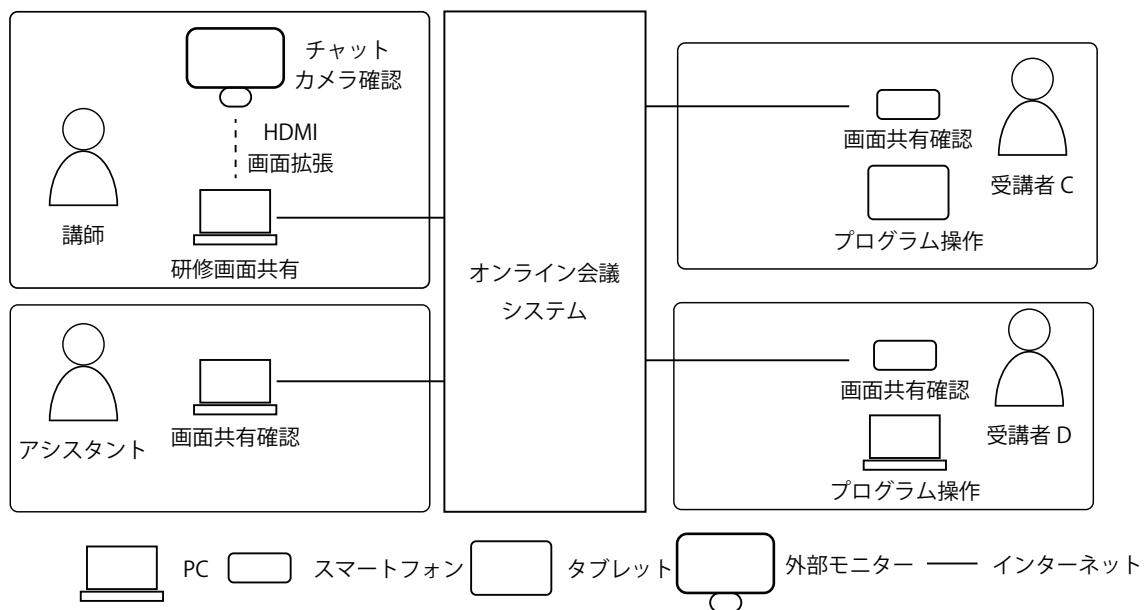 チャット
カメラ確認
HDMI
画面拡張
講師
研修画面共有
アシスタント
画面共有確認
オンライン会議
システム
画面共有確認
受講者 C
プログラム操作
画面共有確認
受講者 D
プログラム操作
PC スマートフォン タブレット 外部モニター インターネット